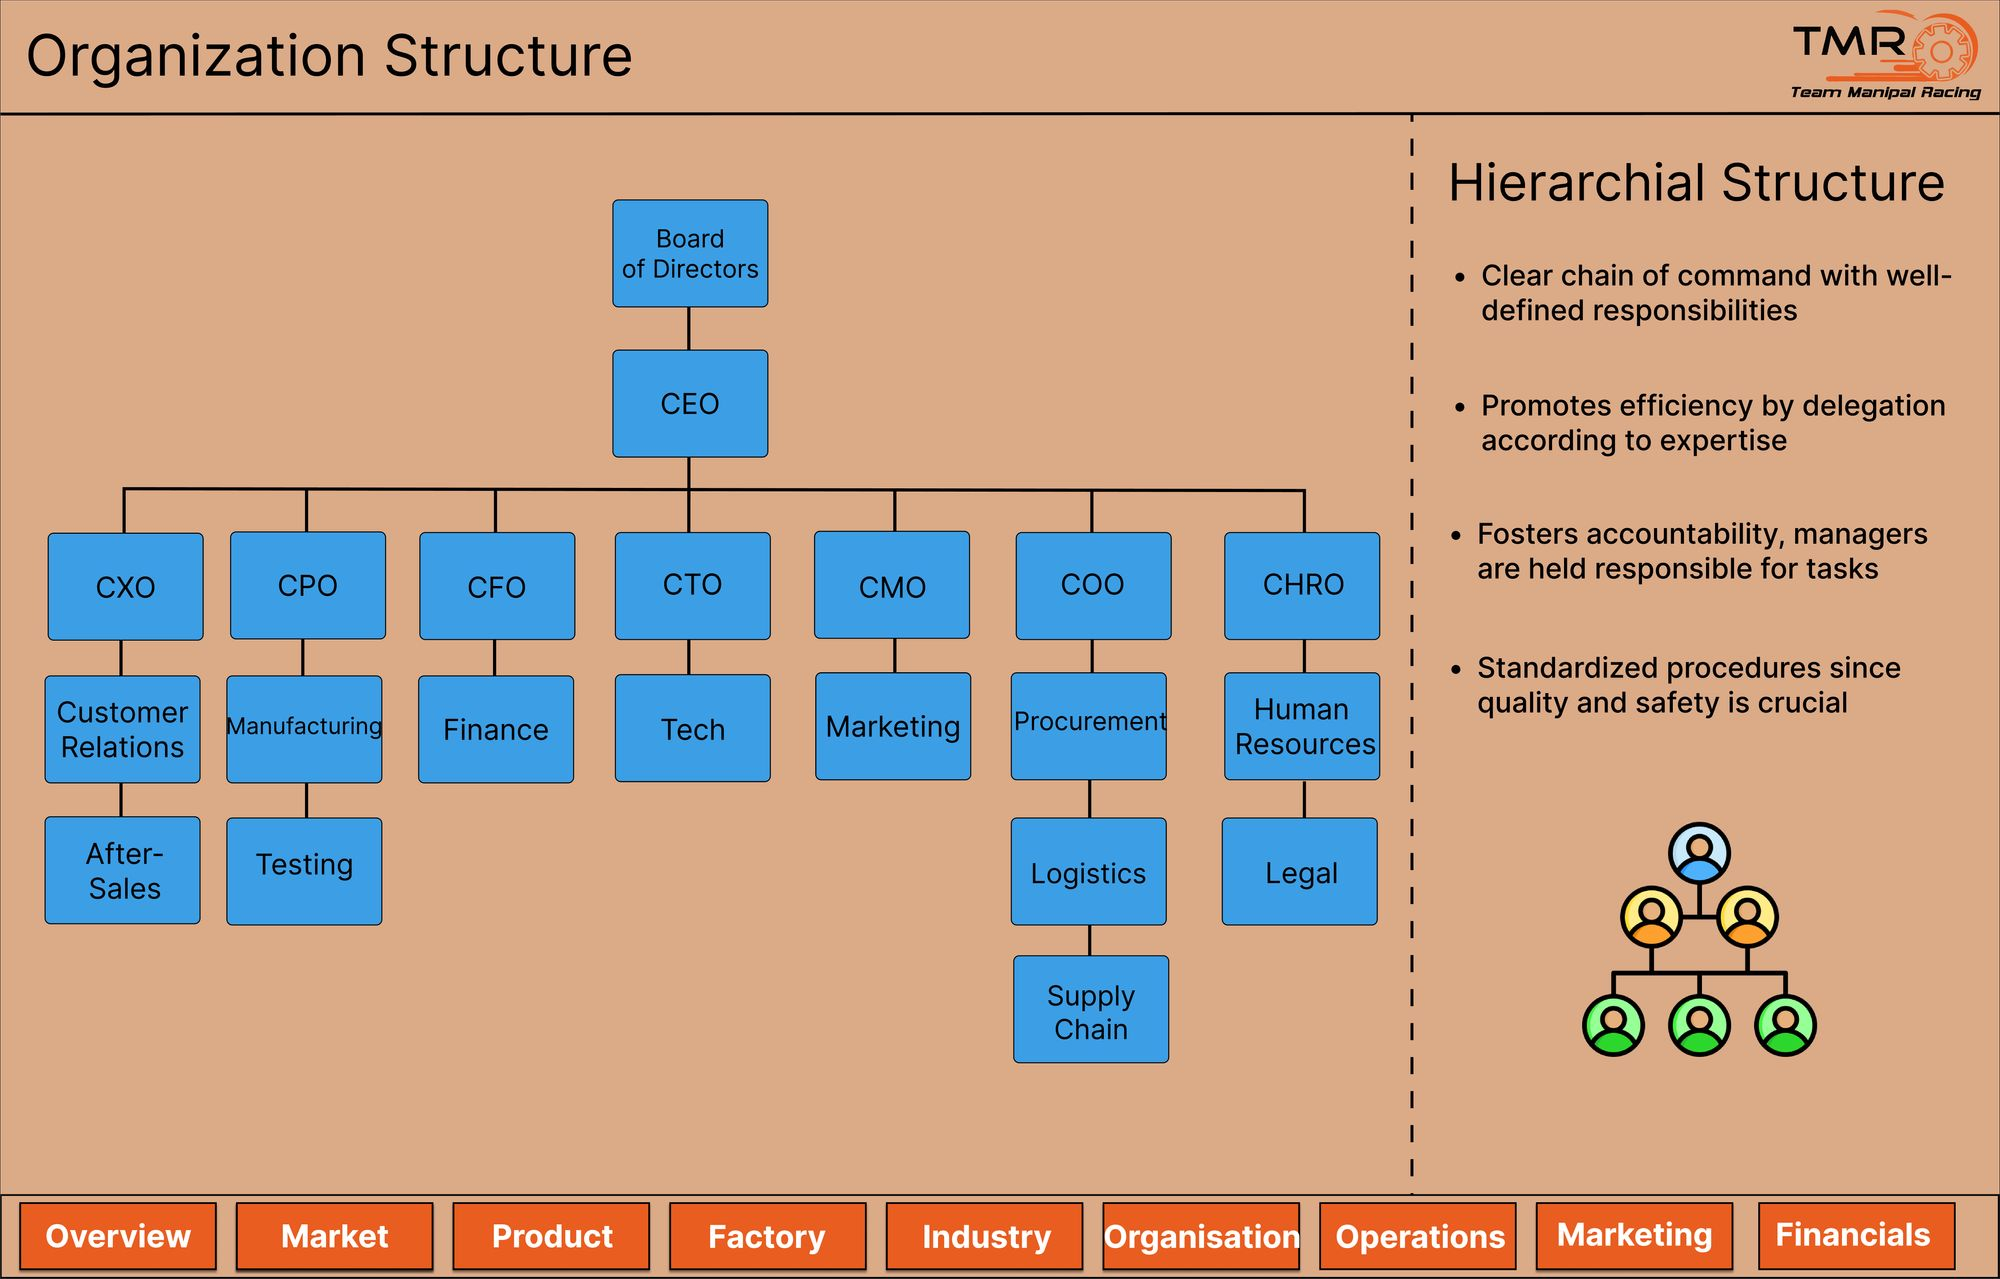 Organization Structure
TMR
Team Manipal Racing
Board
of Directors
CEO
CXO
CPO
CFO
CTO
CMO
COO
CHRO
Customer
Relations
Manufacturing
Finance
Tech
Marketing
Procurement
Human
Resources
After-
Sales
Testing
Logistics
Legal
Supply
Chain
Hierarchial Structure
• Clear chain of command with well-
defined responsibilities
• Promotes efficiency by delegation
according to expertise
• Fosters accountability, managers
are held responsible for tasks
• Standardized procedures since
quality and safety is crucial
Overview
Market
Product
Factory
Industry
Organisation
Operations
Marketing
Financials